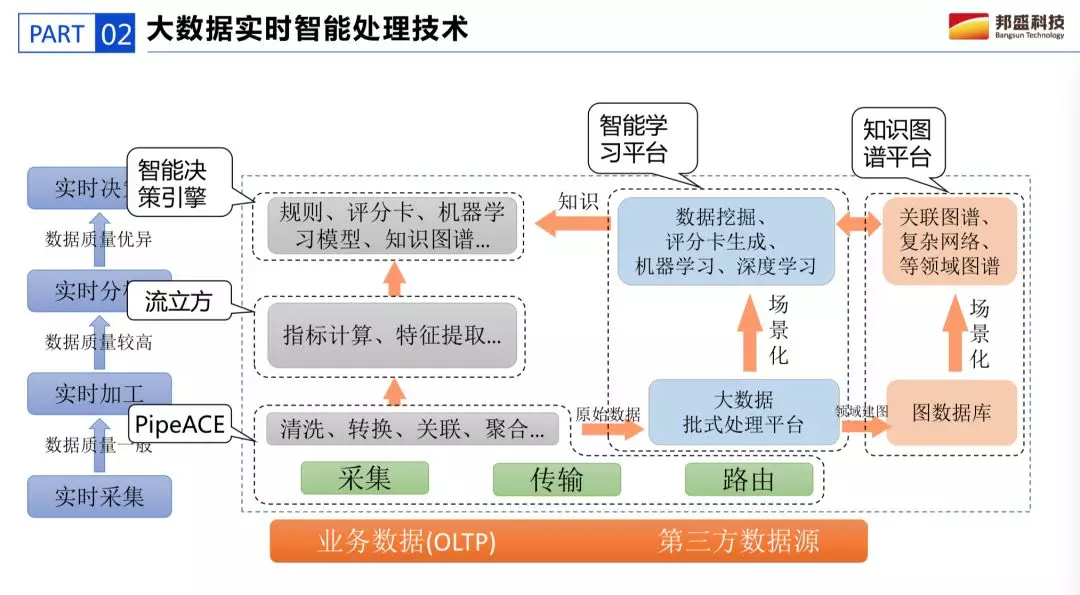 PART 02 大数据实时智能处理技术
邦盛科技
Bangsun Technology
智能决
策引擎
智能学
习平台
知识图
谱平台
实时决
数据质量优异
实时分
流立方
数据质量较高
实时加工
PipeACE
数据质量一般
实时采集
规则、评分卡、机器学
习模型、知识图谱...
知识
数据挖掘、
评分卡生成、
机器学习、深度学习
关联图谱、
复杂网络、
等领域图谱
指标计算、特征提取...
场景化
场景化
清洗、转换、关联、聚合...
原始数据
大数据
批式处理平台
领域建图
图数据库
采集
传输
路由
业务数据(OLTP)
第三方数据源